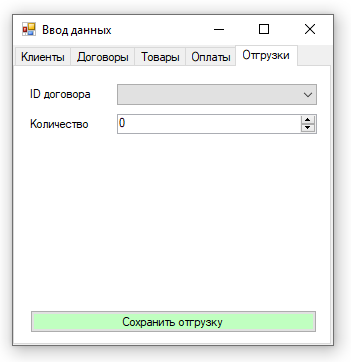 Ввод данных
Клиенты Договоры Товары Оплаты Отгрузки
ID договора
Количество 0
Сохранить отгрузку